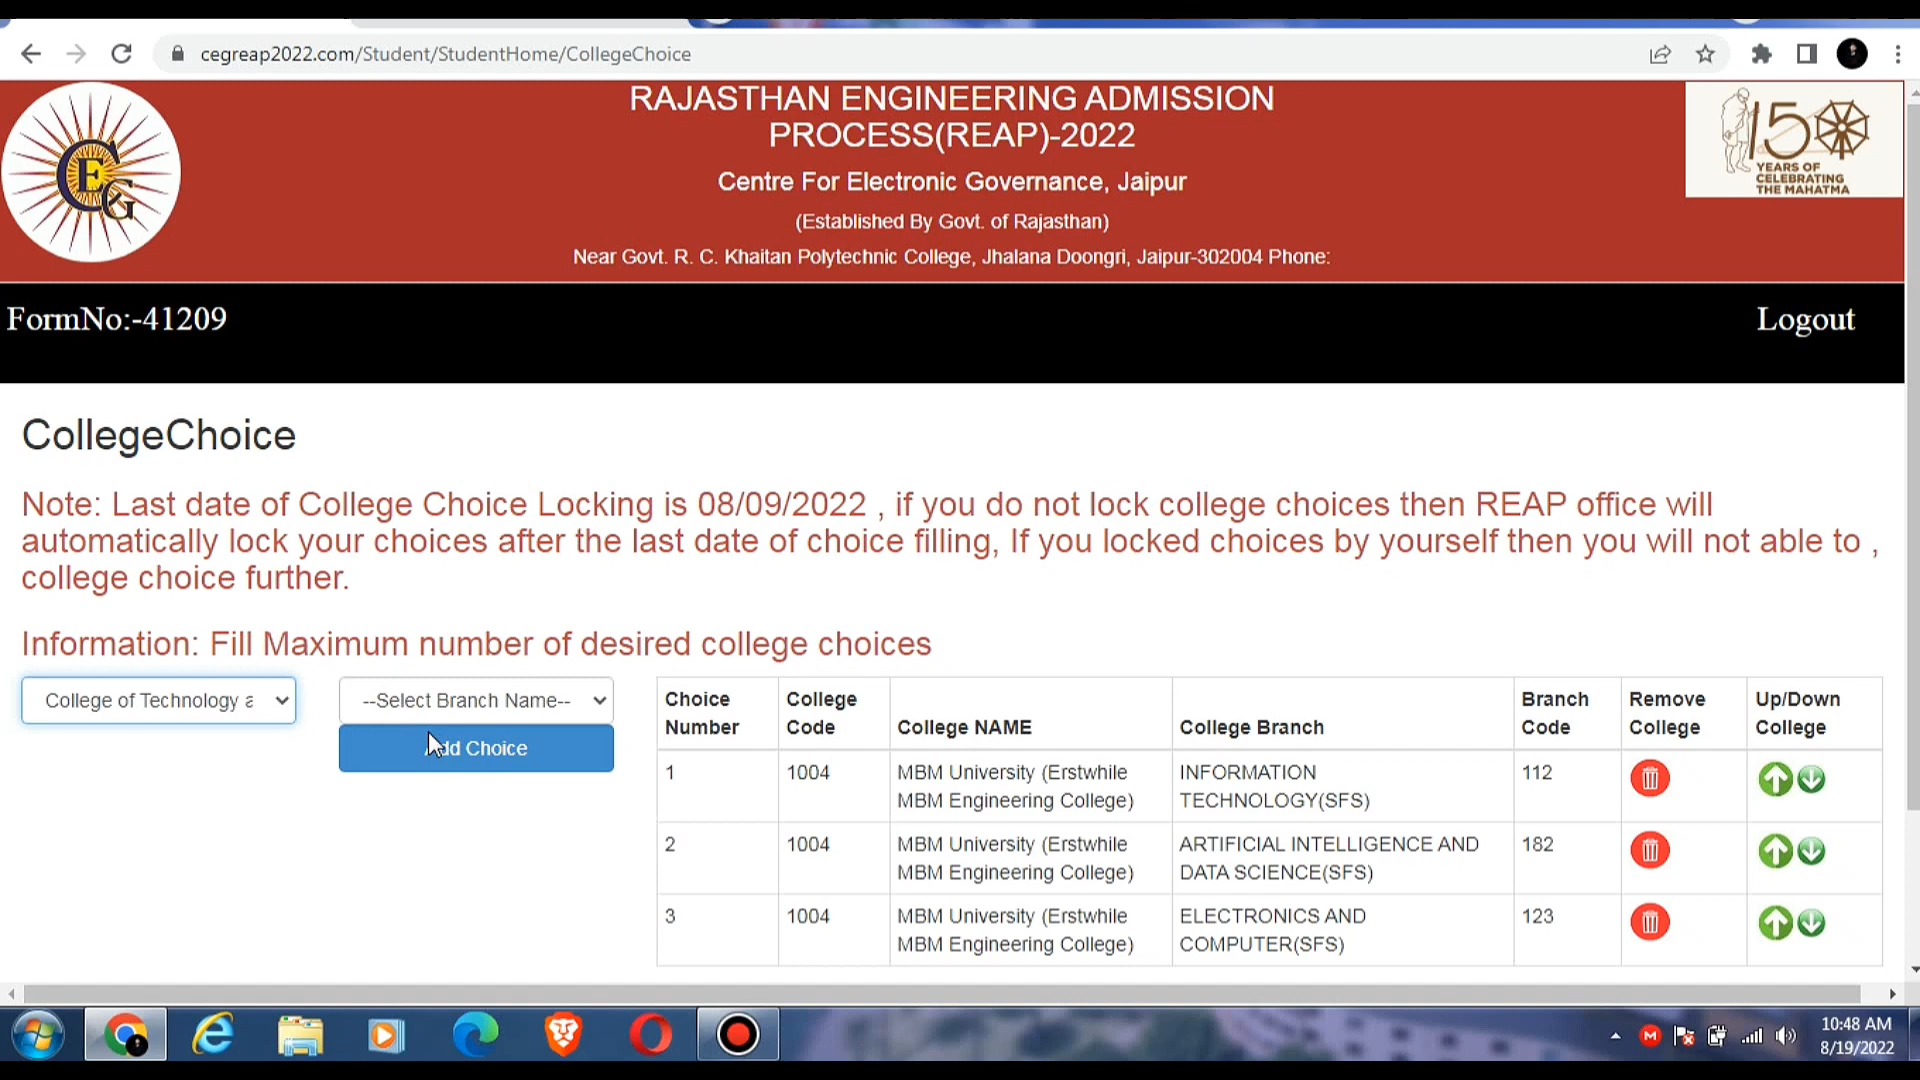 cegreap2022.com/Student/StudentHome/CollegeChoice
RAJASTHAN ENGINEERING ADMISSION
PROCESS(REAP)-2022
Centre For Electronic Governance, Jaipur
(Established By Govt. of Rajasthan)
Near Govt. R. C. Khaitan Polytechnic College, Jhalana Doongri, Jaipur-302004 Phone:
CEG
150
YEARS OF
CELEBRATING
THE MAHATMA
FormNo:-41209
Logout
CollegeChoice
Note: Last date of College Choice Locking is 08/09/2022 , if you do not lock college choices then REAP office will
automatically lock your choices after the last date of choice filling, If you locked choices by yourself then you will not able to ,
college choice further.
Information: Fill Maximum number of desired college choices
College of Technology a
--Select Branch Name--
Choice
Choice Number College Code College NAME College Branch Branch Code Remove College Up/Down College
1 1004 MBM University (Erstwhile INFORMATION 112
MBM Engineering College) TECHNOLOGY(SFS)
2 1004 MBM University (Erstwhile ARTIFICIAL INTELLIGENCE AND 182
MBM Engineering College) DATA SCIENCE(SFS)
3 1004 MBM University (Erstwhile ELECTRONICS AND 123
MBM Engineering College) COMPUTER(SFS)
10:48 AM
8/19/2022